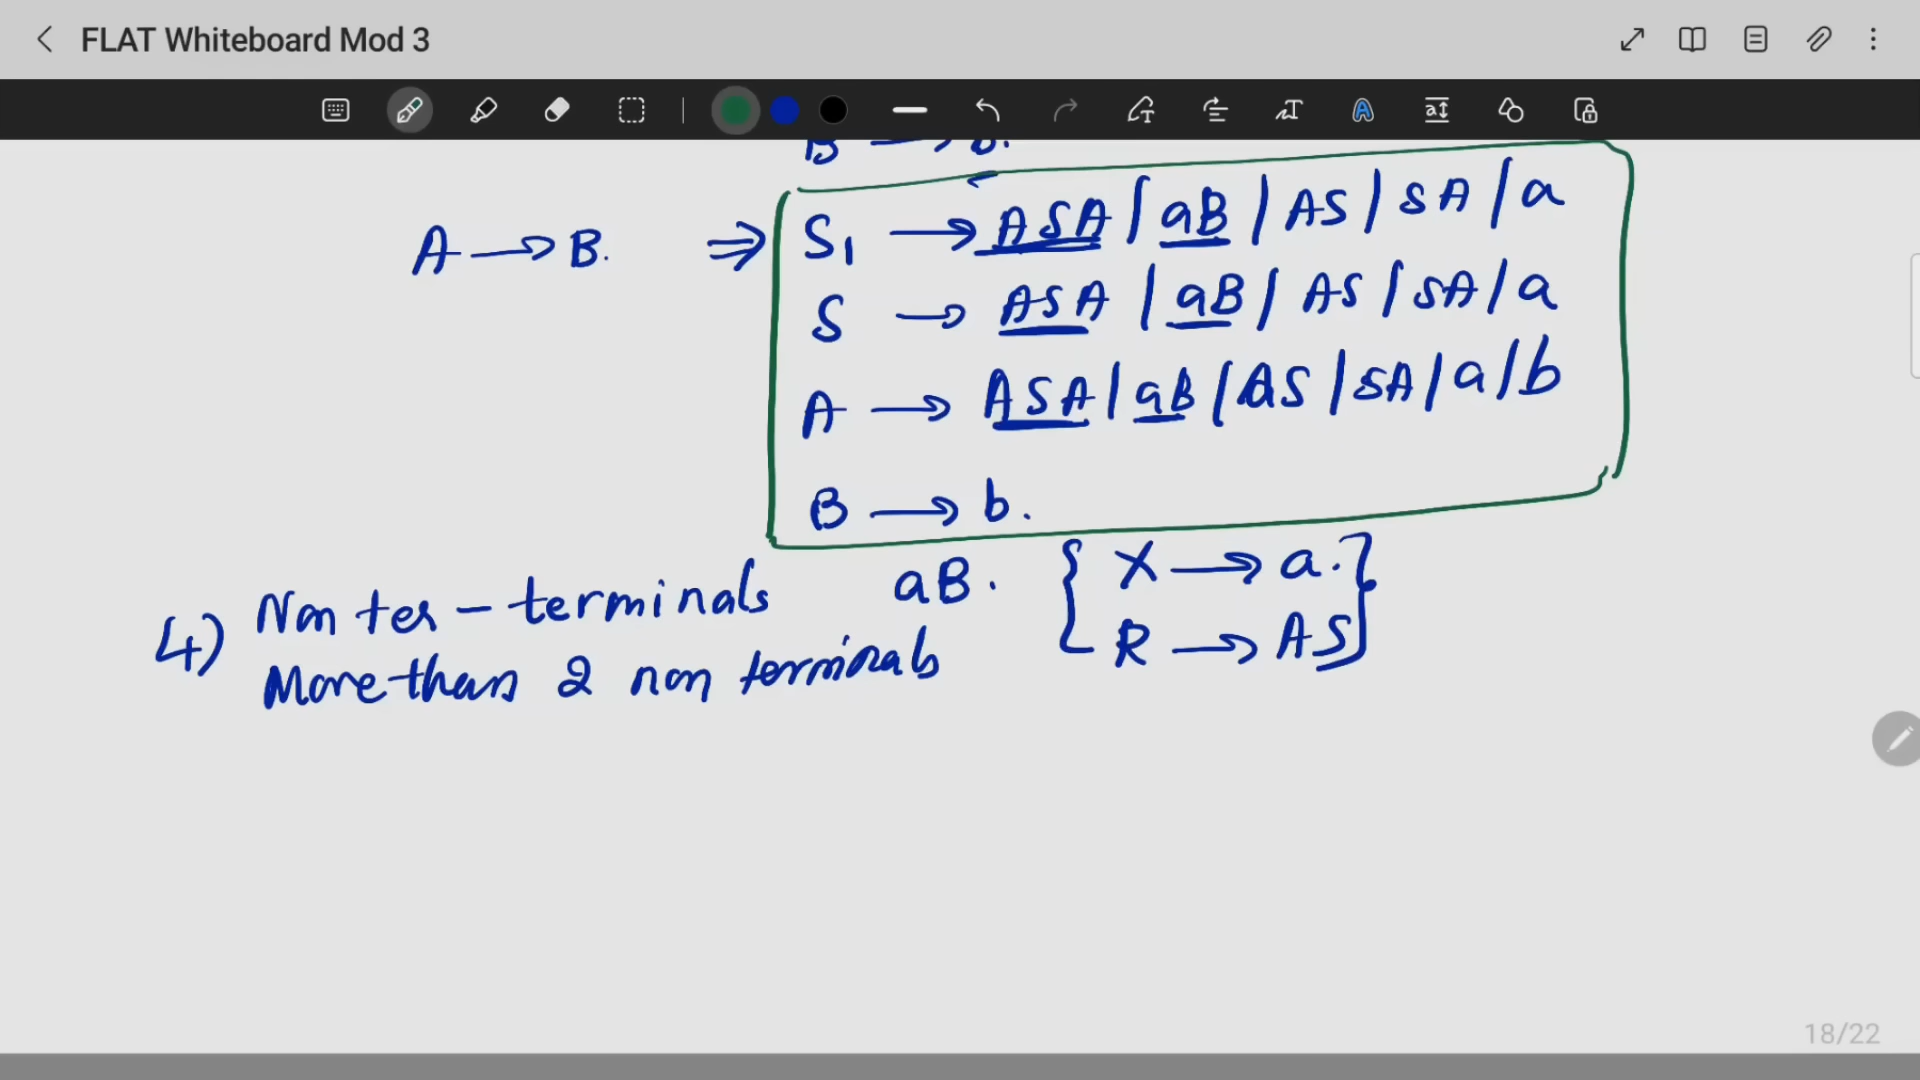 FLAT Whiteboard Mod 3
B → b.
A → B. ⇒ S₁ → ASA | aB | AS | SA | a
S → ASA | aB | AS | SA | a
A → ASA | aB | AS | SA | a | b
B → b.
4) Non ter - terminals aB. { X → a. }
More than 2 non terminals R → AS
18/22